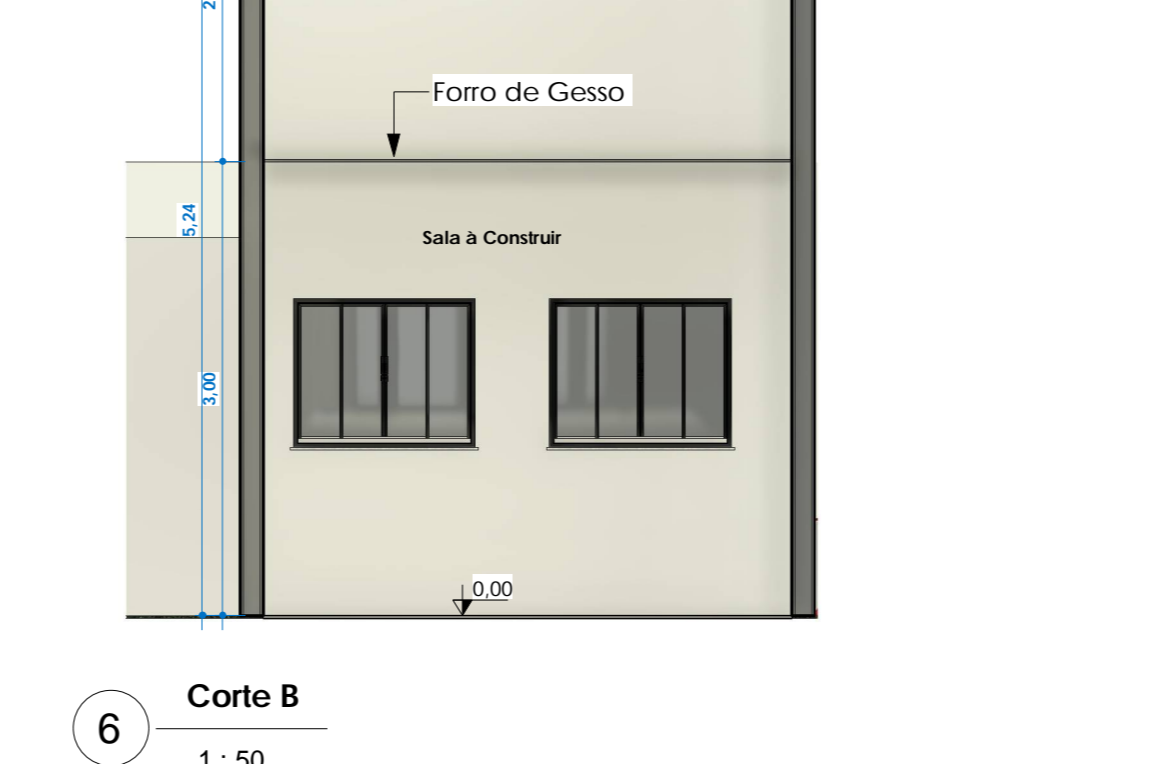 2
Forro de Gesso
5,24
Sala à Construir
3,00
0,00
Corte B
6
1 : 50